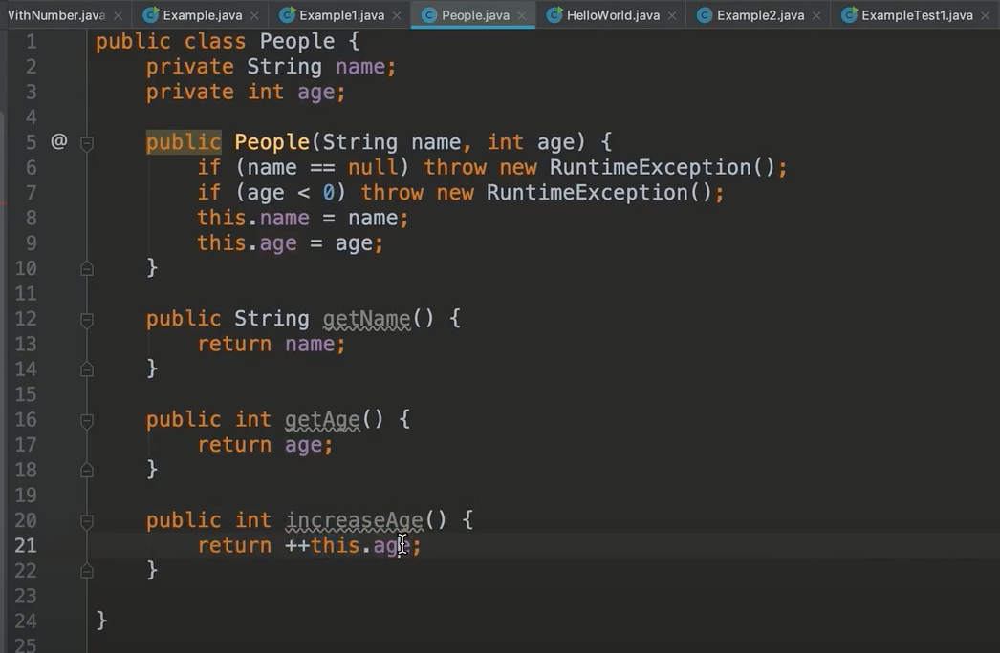 WithNumber.java Example.java Example1.java People.java HelloWorld.java Example2.java ExampleTest1.java
1 public class People {
2     private String name;
3     private int age;
4
5 @     public People(String name, int age) {
6         if (name == null) throw new RuntimeException();
7         if (age < 0) throw new RuntimeException();
8         this.name = name;
9         this.age = age;
10     }
11
12     public String getName() {
13         return name;
14     }
15
16     public int getAge() {
17         return age;
18     }
19
20     public int increaseAge() {
21         return ++this.age;
22     }
23
24 }
25